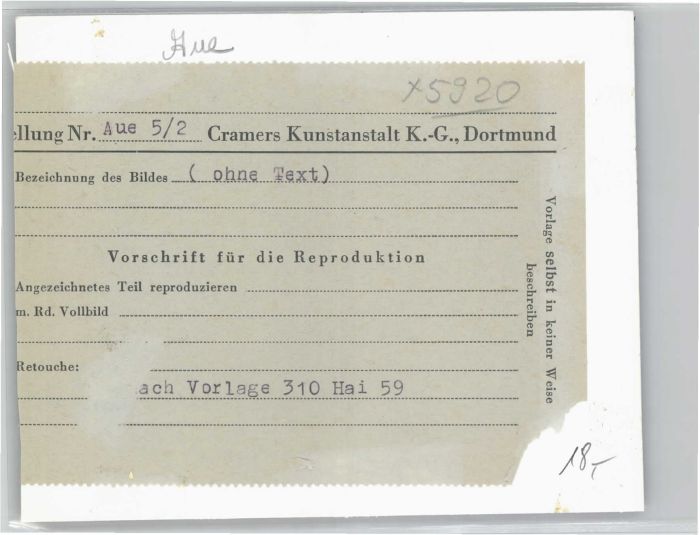 Aue
x5920
ellung Nr. Aue 5/2 Cramers Kunstanstalt K.-G., Dortmund
Bezeichnung des Bildes ( ohne Text)
Vorschrift für die Reproduktion
Angezeichnetes Teil reproduzieren
m. Rd. Vollbild
Retouche:
ach Vorlage 310 Hai 59
Vorlage selbst in keiner Weise
beschreiben
18,-